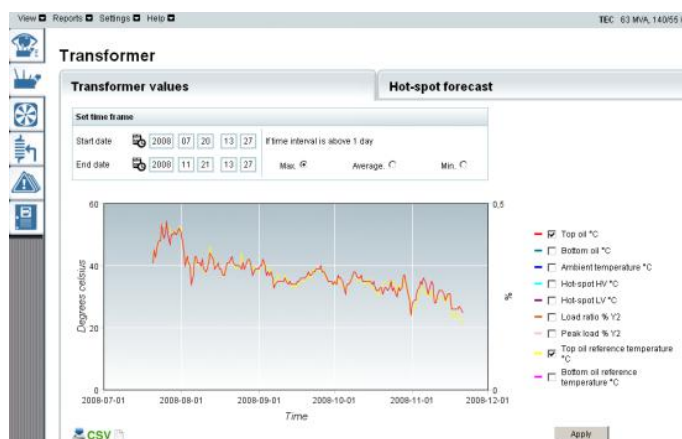 View Reports Settings Help TEC 63 MVA, 140/55
Transformer
Transformer values Hot-spot forecast
Set time frame
Start date 2008 07 20 13 27 If time interval is above 1 day
End date 2008 11 21 13 27 Max. Average. Min.
60 0,5
40
20
0 0
Degrees celsius
%
2008-07-01 2008-08-01 2008-09-01 2008-10-01 2008-11-01 2008-12-01
Time
Top oil °C
Bottom oil °C
Ambient temperature °C
Hot-spot HV °C
Hot-spot LV °C
Load ratio % Y2
Peak load % Y2
Top oil reference temperature
°C
Bottom oil reference
temperature °C
CSV
Apply